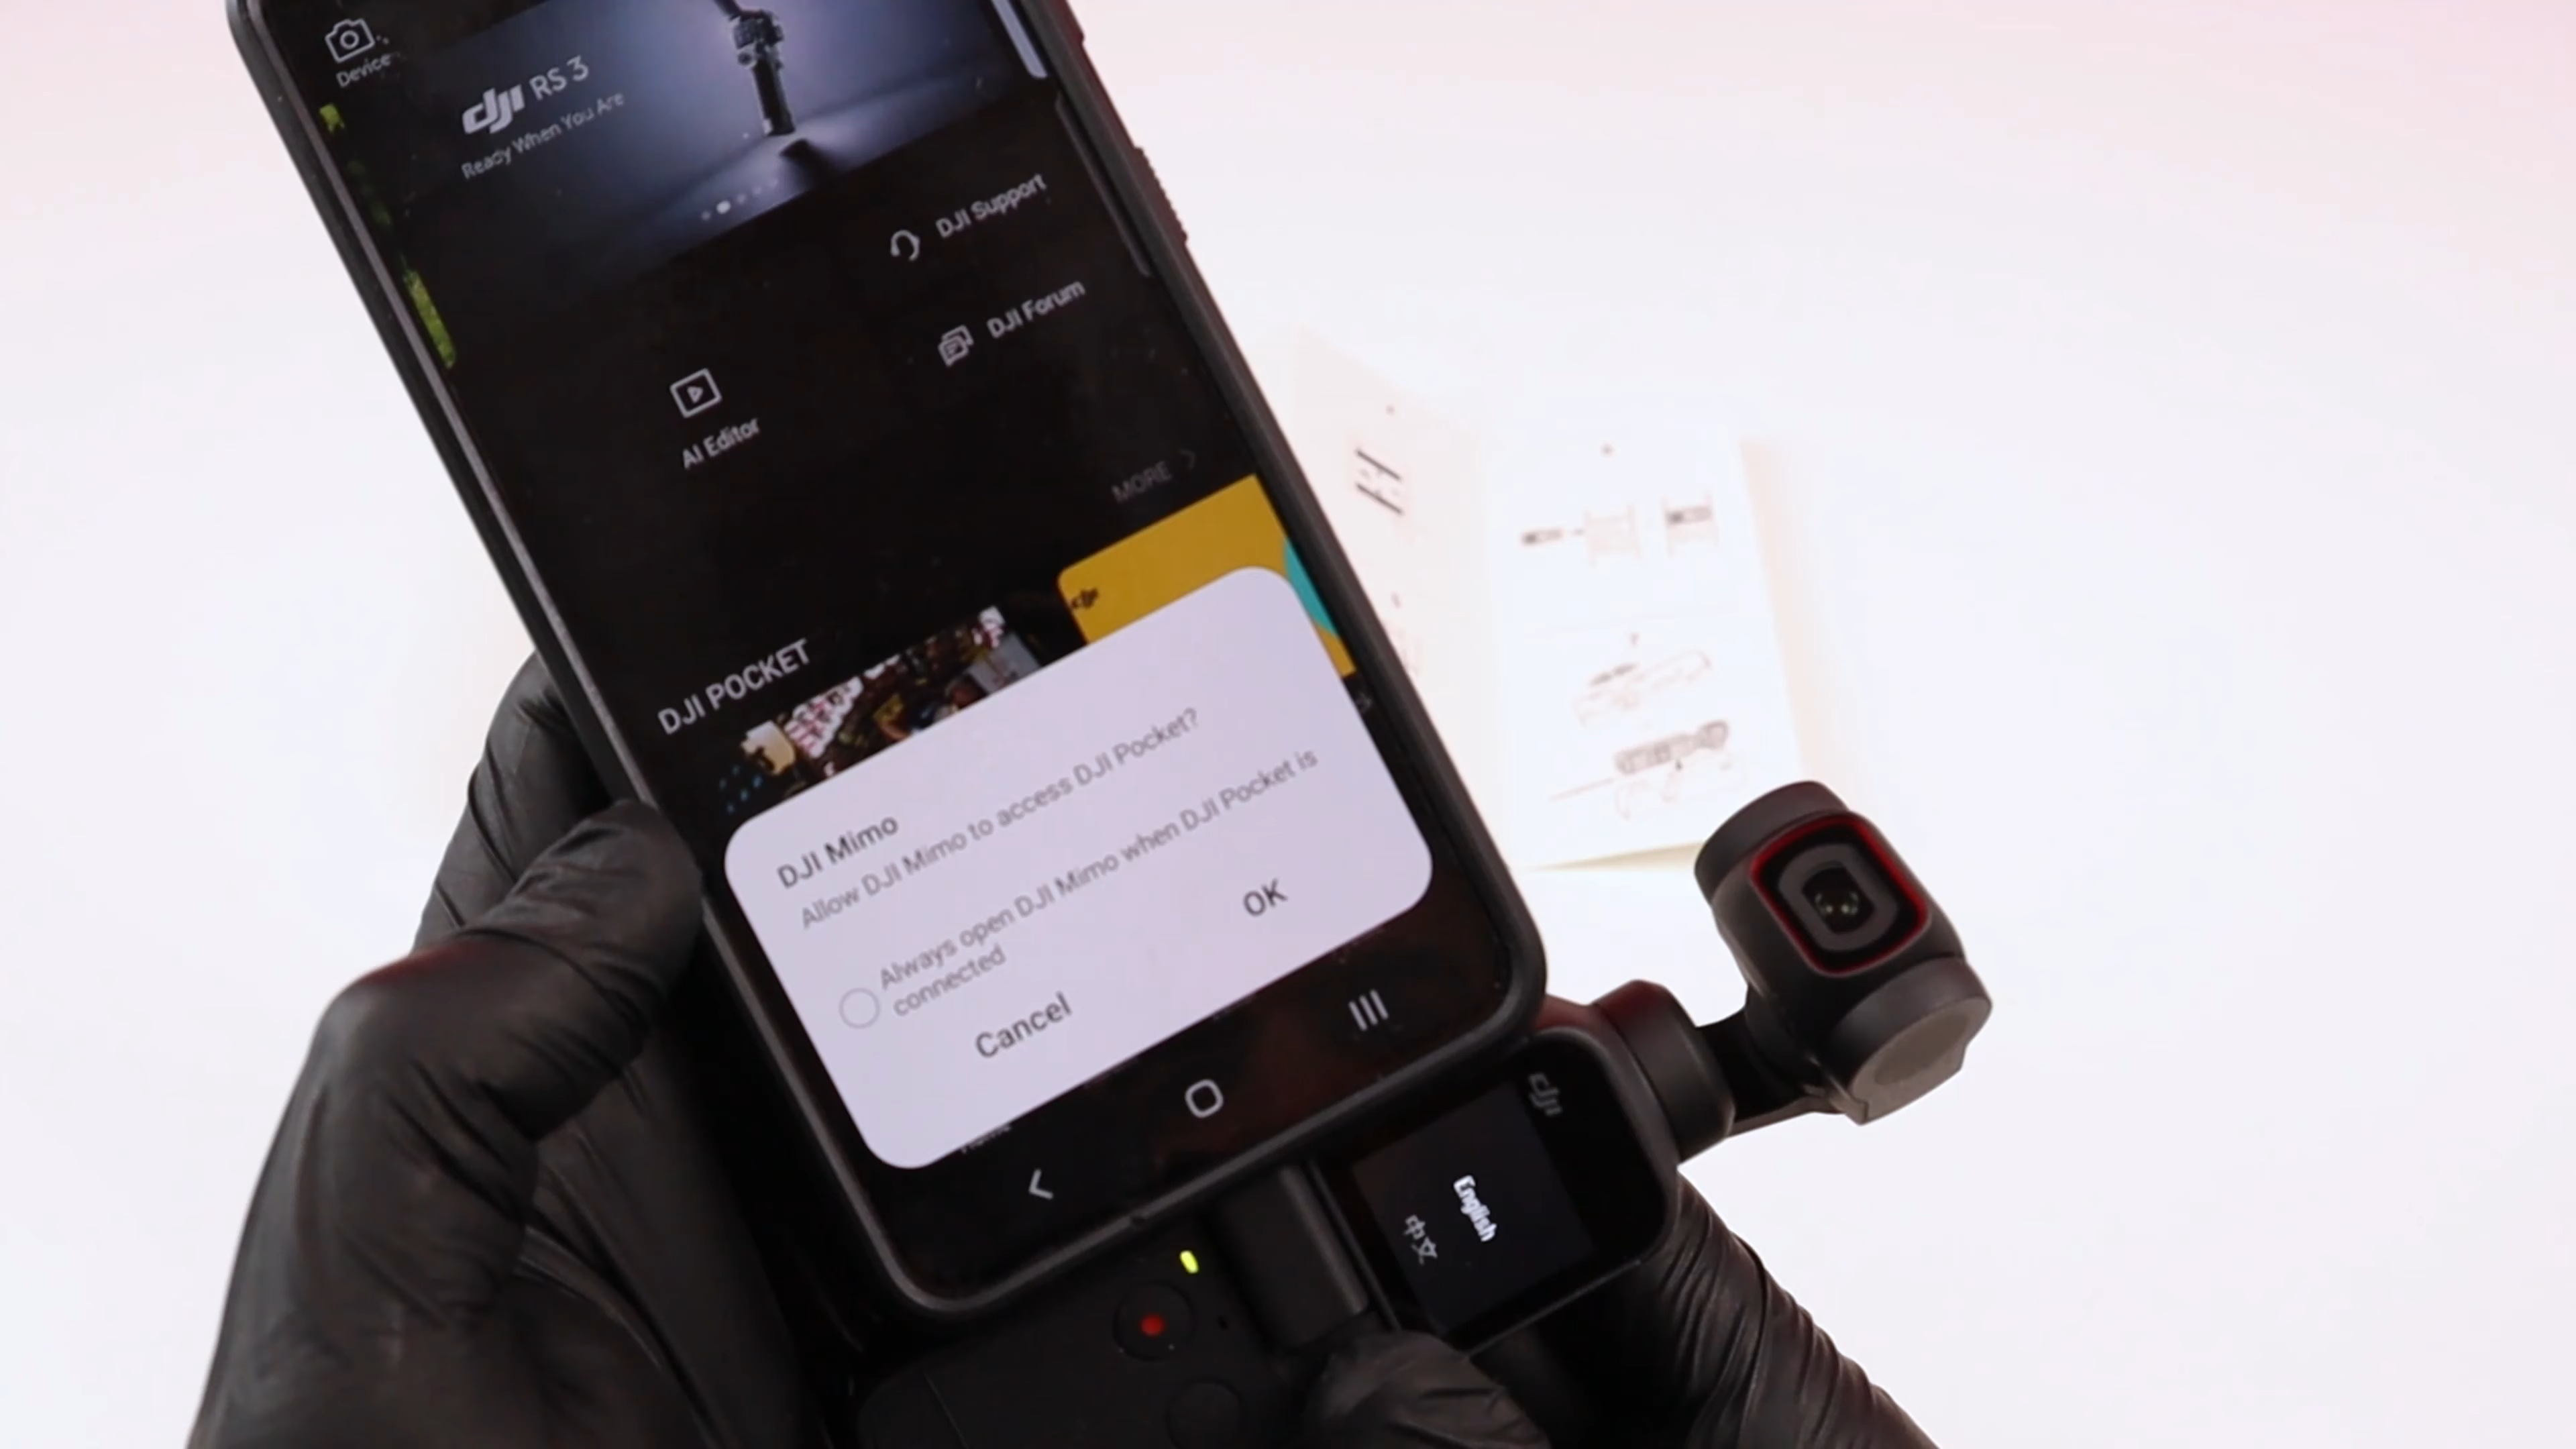 Device
dji RS 3
Ready When You Are
DJI Support
DJI Forum
AI Editor
MORE
DJI POCKET
dji
DJI Mimo
Allow DJI Mimo to access DJI Pocket?
Always open DJI Mimo when DJI Pocket is
connected
Cancel
OK
dji
English
中文